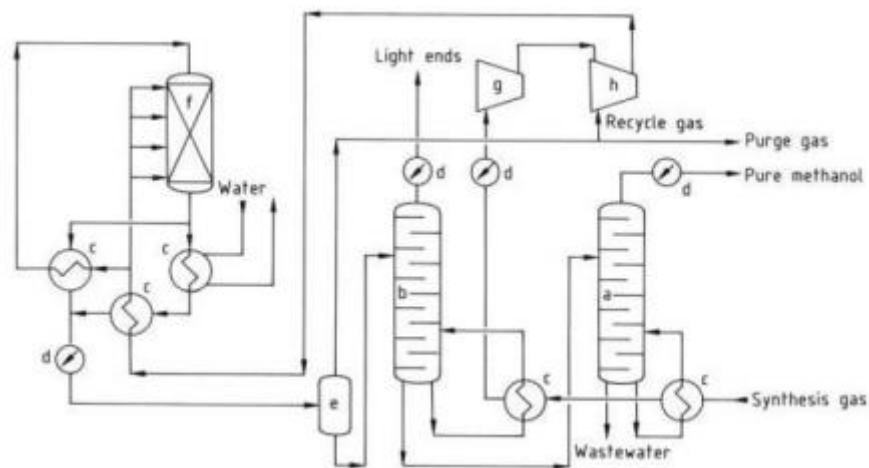 Light ends
g
h
f
Recycle gas
Purge gas
d
d
d
Pure methanol
Water
c
c
b
a
c
d
e
c
c
Synthesis gas
Wastewater